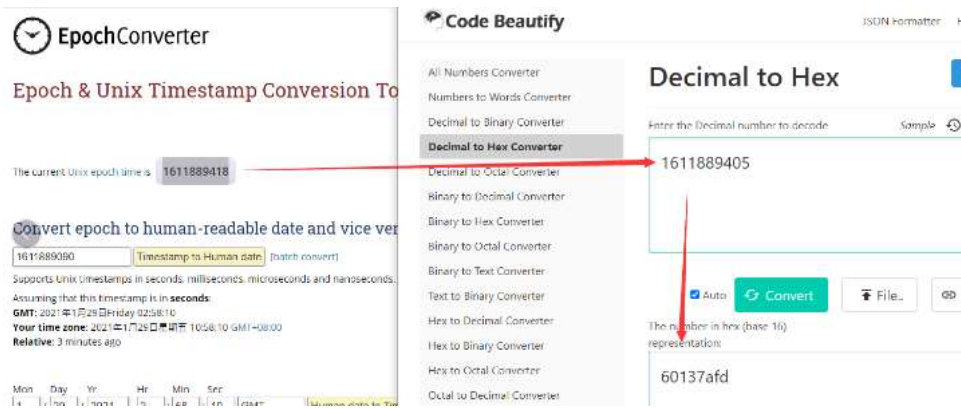 EpochConverter
Epoch & Unix Timestamp Conversion To
The current Unix epoch time is 1611889418
Convert epoch to human-readable date and vice ver
1611889090 Timestamp to Human date [batch convert]
Supports Unix timestamps in seconds, milliseconds, microseconds and nanoseconds.
Assuming that this timestamp is in seconds:
GMT: 2021年1月29日Friday 02:58:10
Your time zone: 2021年1月29日星期五 10:58:10 GMT+08:00
Relative: 3 minutes ago
Mon Day Yr Hr Min Sec
Code Beautify
JSON Formatter
All Numbers Converter
Numbers to Words Converter
Decimal to Binary Converter
Decimal to Hex Converter
Decimal to Octal Converter
Binary to Decimal Converter
Binary to Hex Converter
Binary to Octal Converter
Binary to Text Converter
Text to Binary Converter
Hex to Decimal Converter
Hex to Binary Converter
Hex to Octal Converter
Octal to Decimal Converter
Decimal to Hex
Enter the Decimal number to decode Sample
1611889405
Auto Convert File..
The number in hex (base 16)
representation:
60137afd